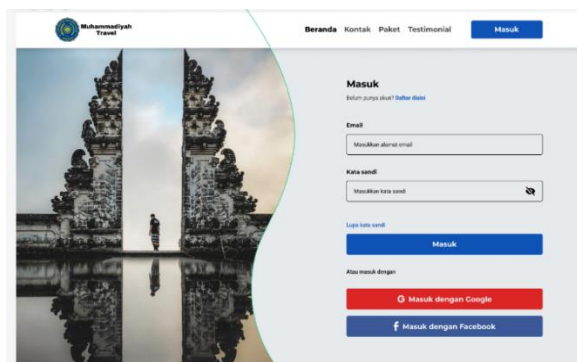 Muhammadiyah
Travel
Beranda Kontak Paket Testimonial Masuk
Masuk
Belum punya akun? Daftar disini
Email
Masukkan alamat email
Kata sandi
Masukkan kata sandi
Lupa kata sandi
Masuk
Atau masuk dengan
G Masuk dengan Google
f Masuk dengan Facebook